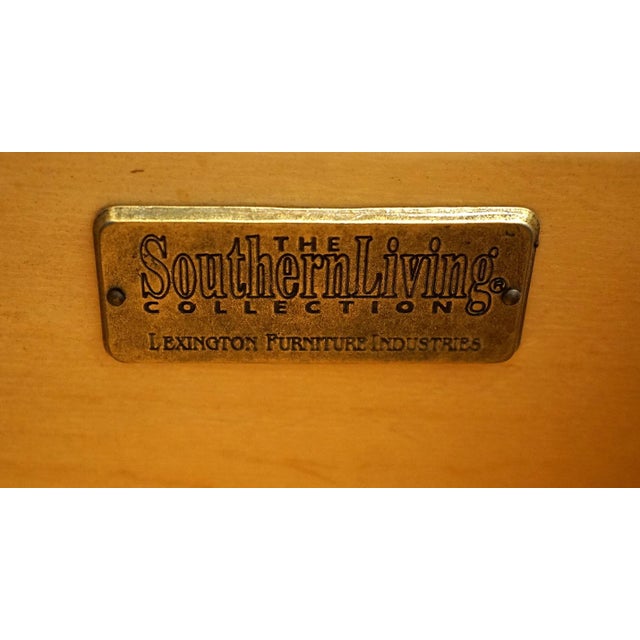 THE
SouthernLiving®
COLLECTION
LEXINGTON FURNITURE INDUSTRIES